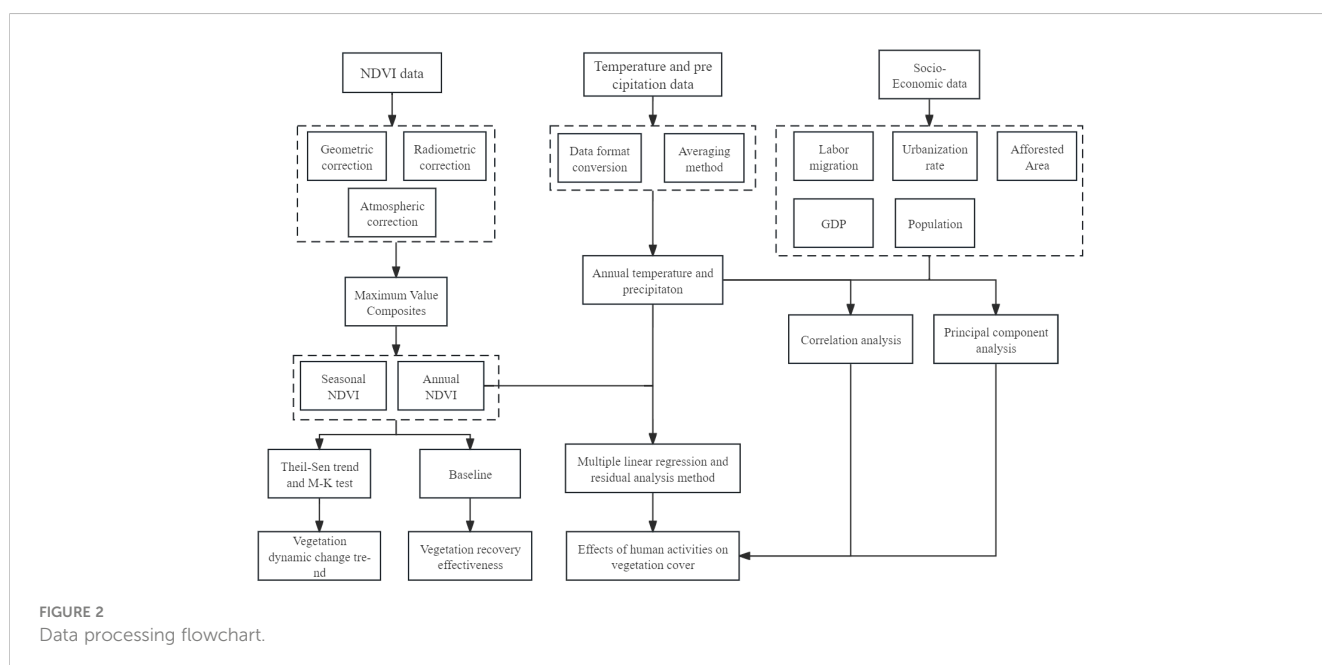 NDVI data
Temperature and pre
cipitation data
Socio-
Economic data
Geometric
correction
Radiometric
correction
Atmospheric
correction
Data format
conversion
Averaging
method
Labor
migration
Urbanization
rate
Afforested
Area
GDP
Population
Maximum Value
Composites
Annual temperature and
precipitaton
Correlation analysis
Principal component
analysis
Seasonal
NDVI
Annual
NDVI
Theil-Sen trend
and M-K test
Baseline
Multiple linear regression and
residual analysis method
Vegetation
dynamic change tre-
nd
Vegetation recovery
effectiveness
Effects of human activities on
vegetation cover
FIGURE 2
Data processing flowchart.